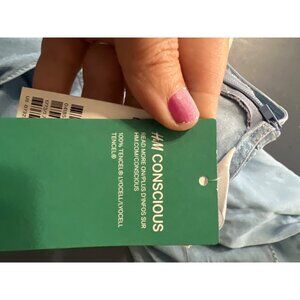 H&M CONSCIOUS
READ MORE ON/PLUS D'INFOS SUR
HM.COM/CONSCIOUS
100% TENCEL® LYOCELL/LYOCELL
TENCEL®